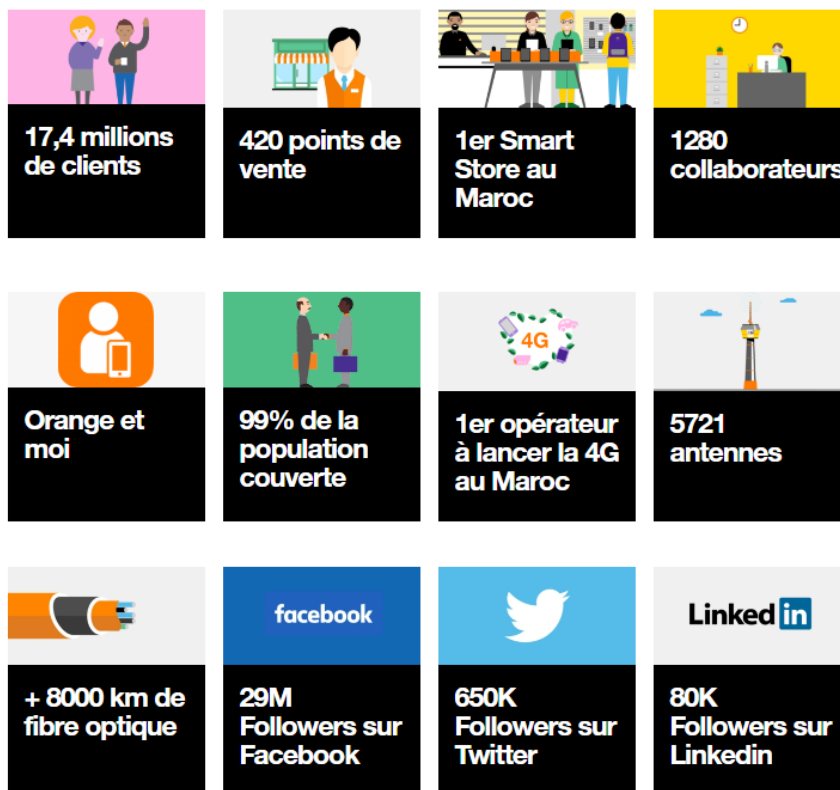 17,4 millions
de clients
420 points de
vente
1er Smart
Store au
Maroc
1280
collaborateurs
Orange et
moi
99% de la
population
couverte
4G
1er opérateur
à lancer la 4G
au Maroc
5721
antennes
+ 8000 km de
fibre optique
facebook
29M
Followers sur
Facebook
650K
Followers sur
Twitter
Linked in
80K
Followers sur
Linkedin